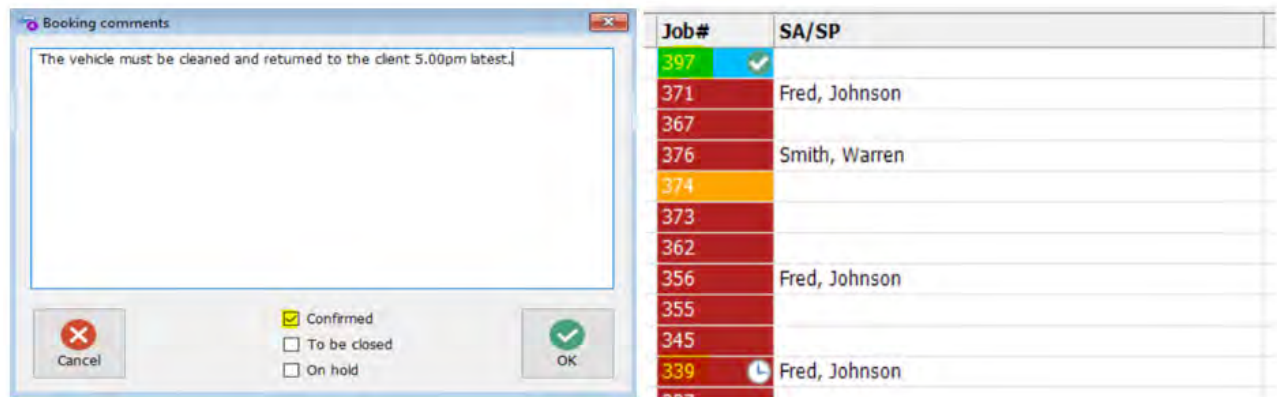 Booking comments
The vehicle must be cleaned and returned to the client 5.00pm latest.
Cancel
Confirmed
To be closed
On hold
OK
Job# SA/SP
397
371 Fred, Johnson
367
376 Smith, Warren
374
373
362
356 Fred, Johnson
355
345
339 Fred, Johnson